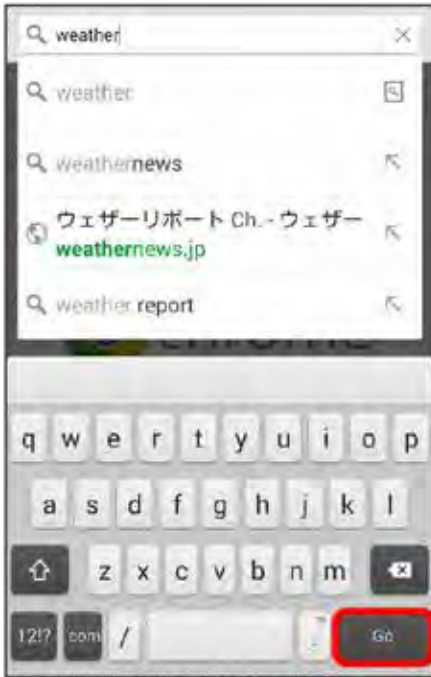 weather
weather
weathernews
ウェザーリポート Ch. - ウェザー
weathernews.jp
weather report
chrome
q w e r t y u i o p
a s d f g h j k l
z x c v b n m
12!? com / . Go